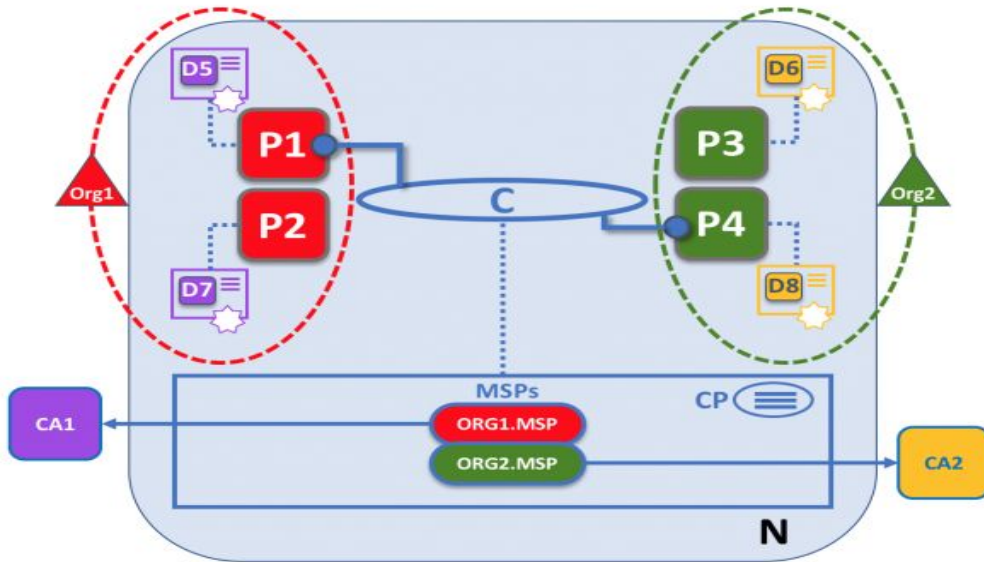 D5
D6
P1
P3
Org1
Org2
C
P2
P4
D7
D8
MSPs
CP
ORG1.MSP
CA1
ORG2.MSP
CA2
N